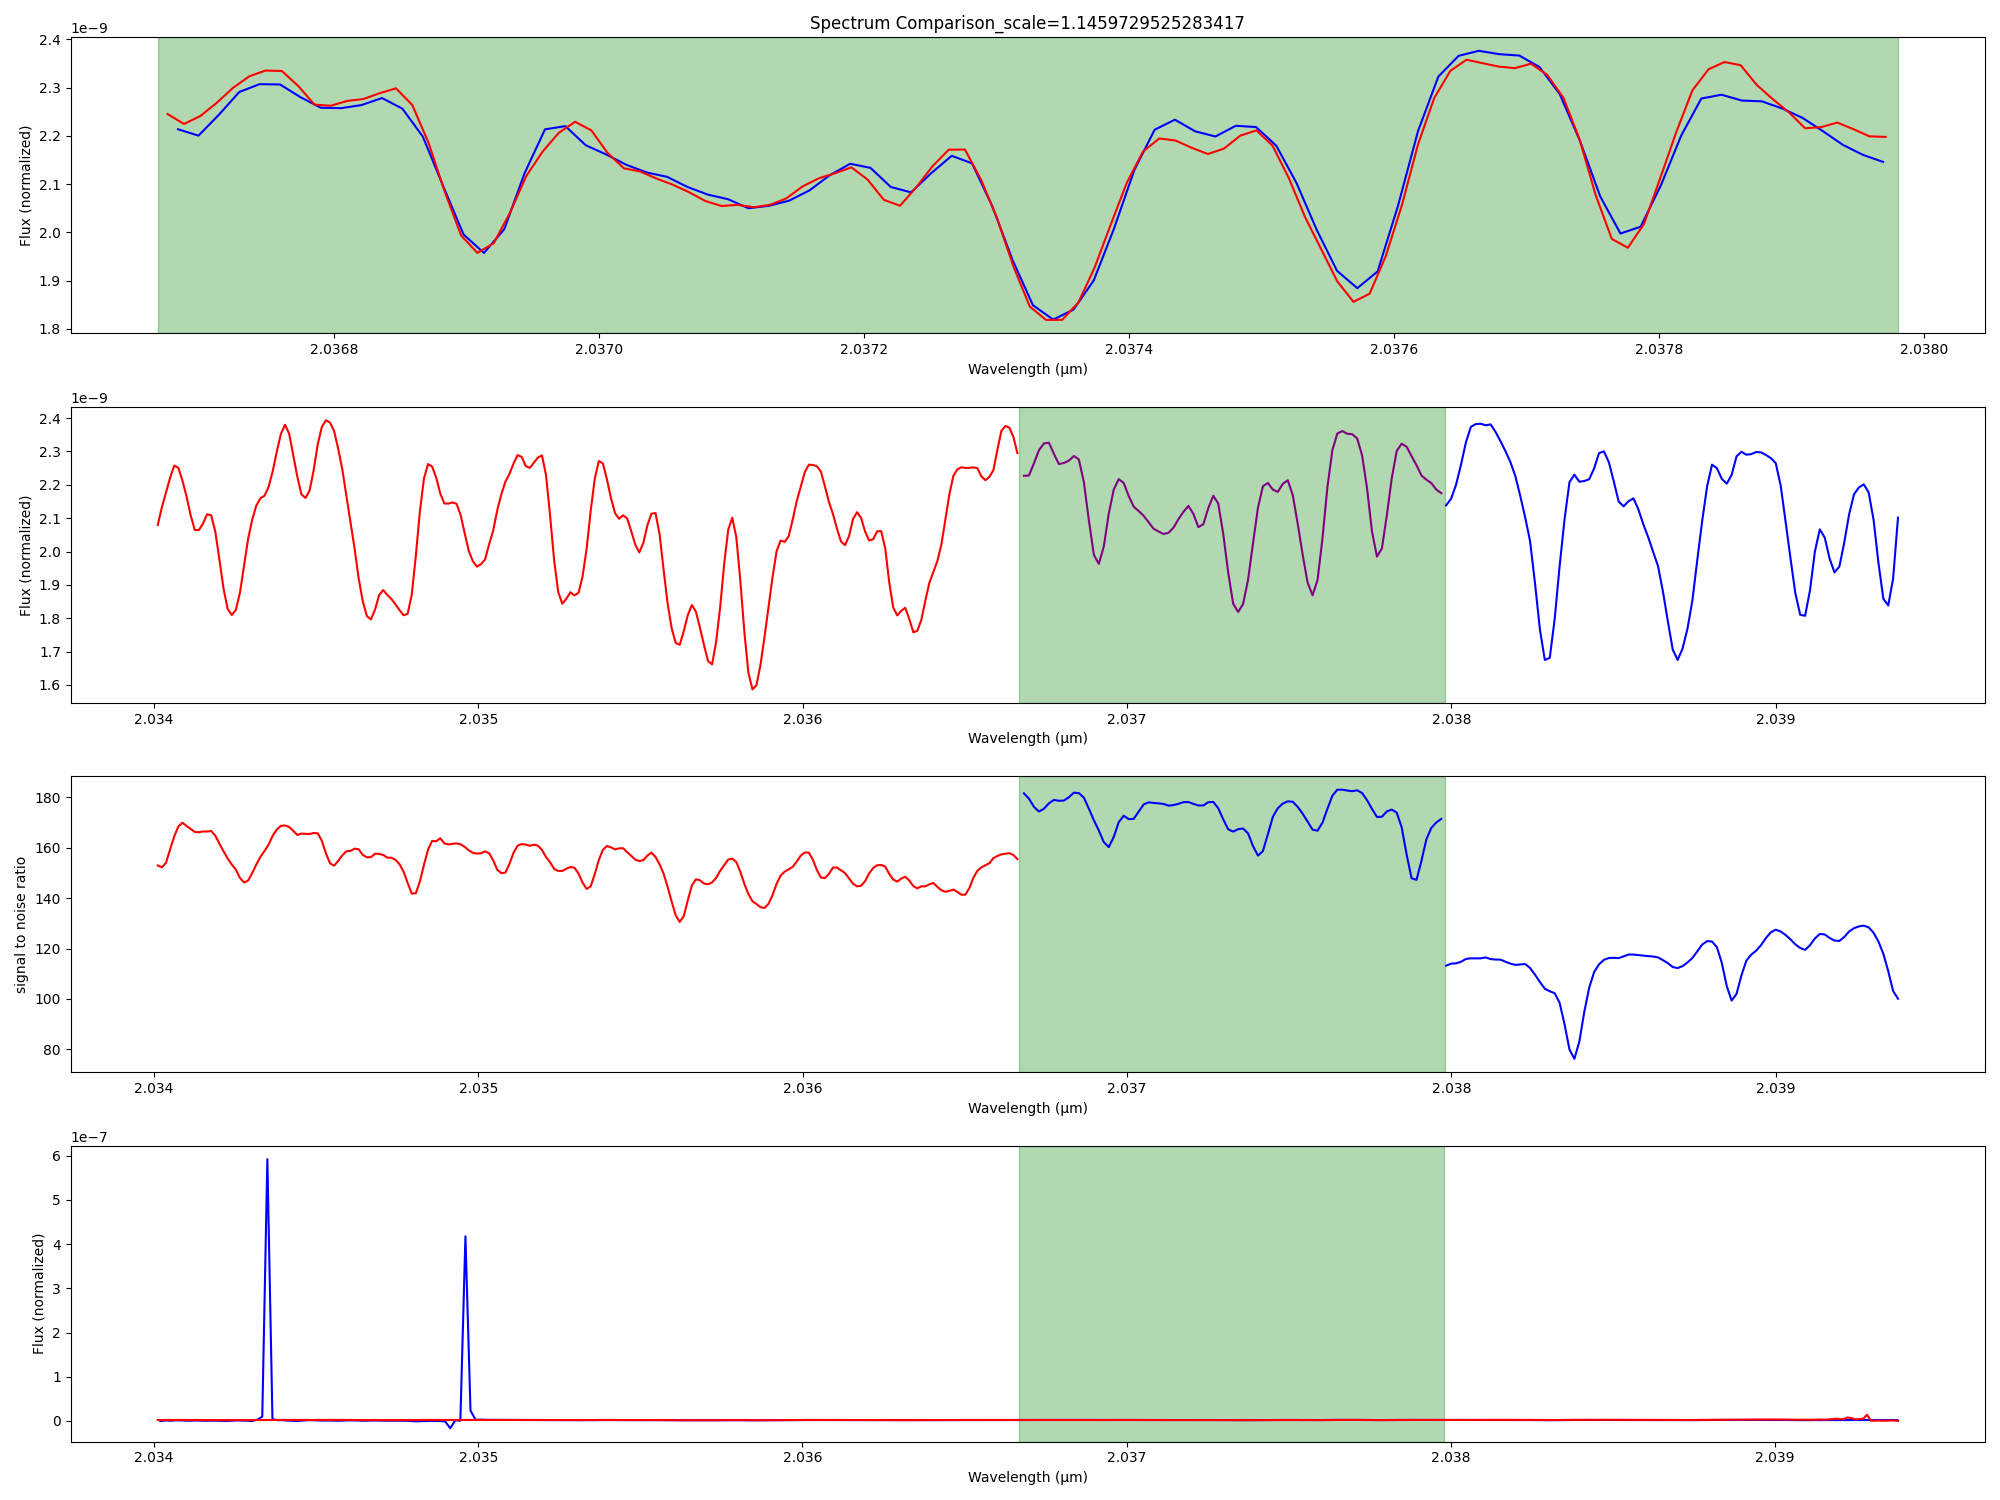 Spectrum Comparison_scale=1.1459729525283417
1e−9
2.4
2.3
2.2
2.1
2.0
1.9
1.8
Flux (normalized)
2.0368 2.0370 2.0372 2.0374 2.0376 2.0378 2.0380
Wavelength (μm)
1e−9
2.4
2.3
2.2
2.1
2.0
1.9
1.8
1.7
1.6
Flux (normalized)
2.034 2.035 2.036 2.037 2.038 2.039
Wavelength (μm)
180
160
140
120
100
80
signal to noise ratio
2.034 2.035 2.036 2.037 2.038 2.039
Wavelength (μm)
1e−7
6
5
4
3
2
1
0
Flux (normalized)
2.034 2.035 2.036 2.037 2.038 2.039
Wavelength (μm)